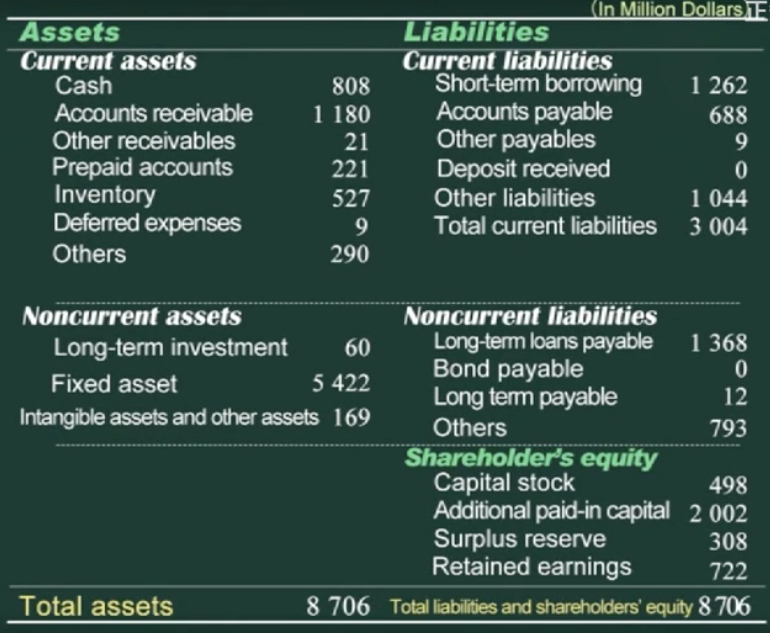 (In Million Dollars)正
Assets
Current assets
Cash 808
Accounts receivable 1 180
Other receivables 21
Prepaid accounts 221
Inventory 527
Deferred expenses 9
Others 290
Noncurrent assets
Long-term investment 60
Fixed asset 5 422
Intangible assets and other assets 169
Total assets 8 706
Liabilities
Current liabilities
Short-term borrowing 1 262
Accounts payable 688
Other payables 9
Deposit received 0
Other liabilities 1 044
Total current liabilities 3 004
Noncurrent liabilities
Long-term loans payable 1 368
Bond payable 0
Long term payable 12
Others 793
Shareholder's equity
Capital stock 498
Additional paid-in capital 2 002
Surplus reserve 308
Retained earnings 722
Total liabilities and shareholders' equity 8 706